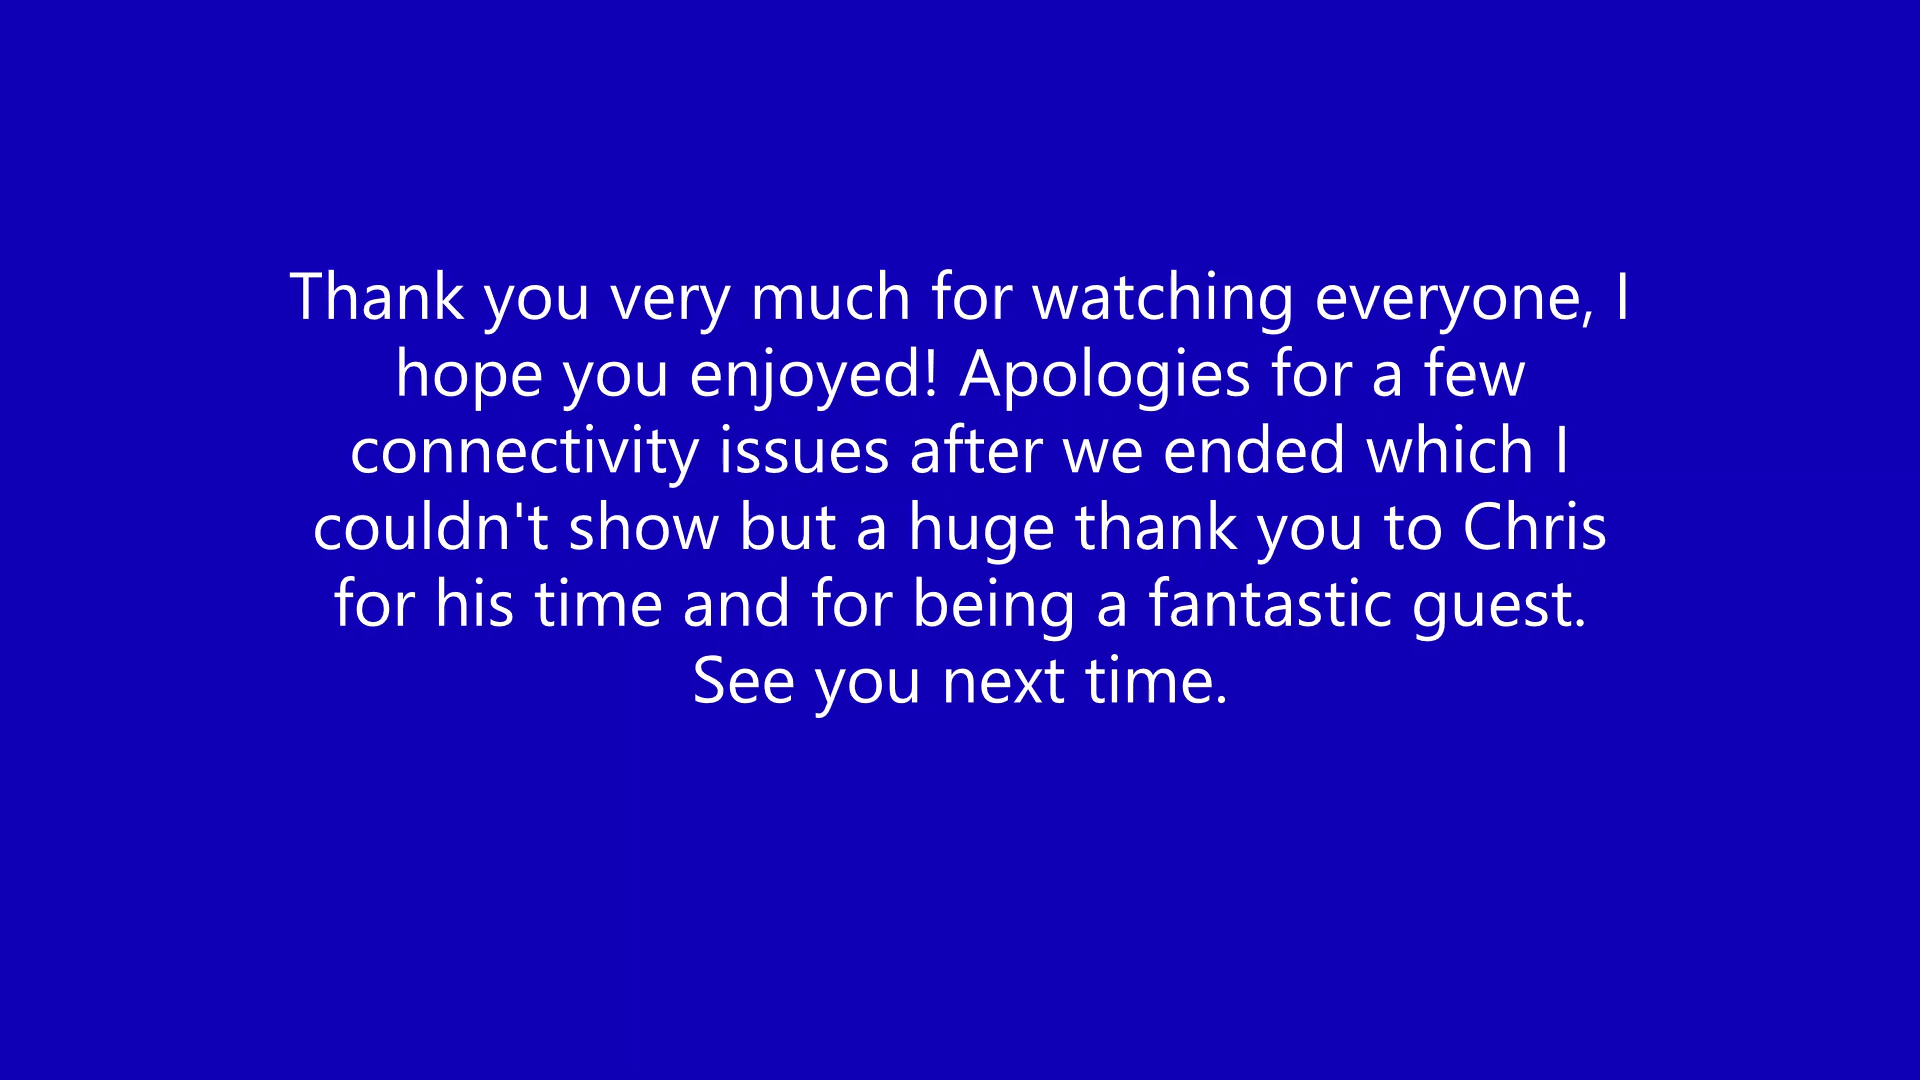 Thank you very much for watching everyone, I
hope you enjoyed! Apologies for a few
connectivity issues after we ended which I
couldn't show but a huge thank you to Chris
for his time and for being a fantastic guest.
See you next time.